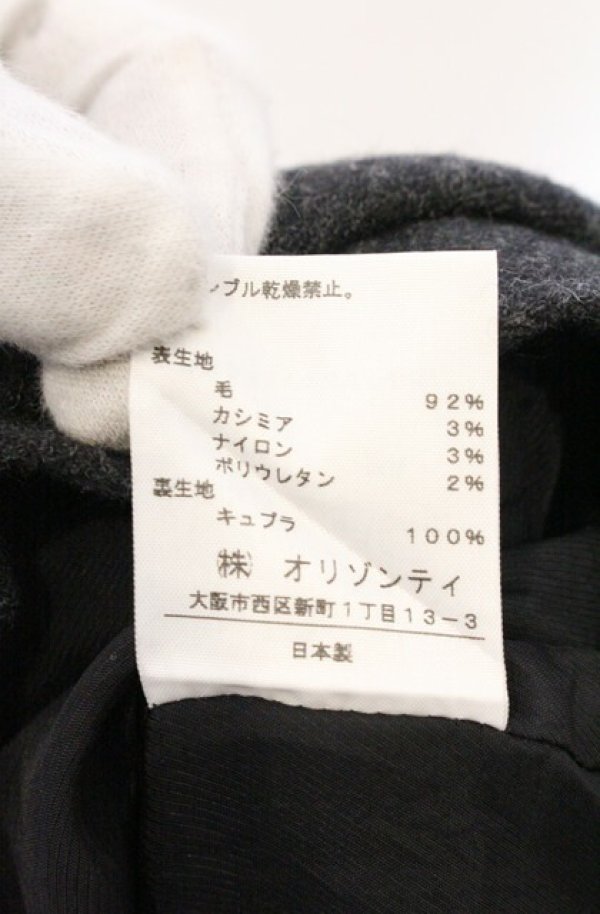 ンブル乾燥禁止。
表生地
毛 92%
カシミア 3%
ナイロン 3%
ポリウレタン 2%
裏生地
キュプラ 100%
㈱ オリゾンティ
大阪市西区新町1丁目13-3
日本製